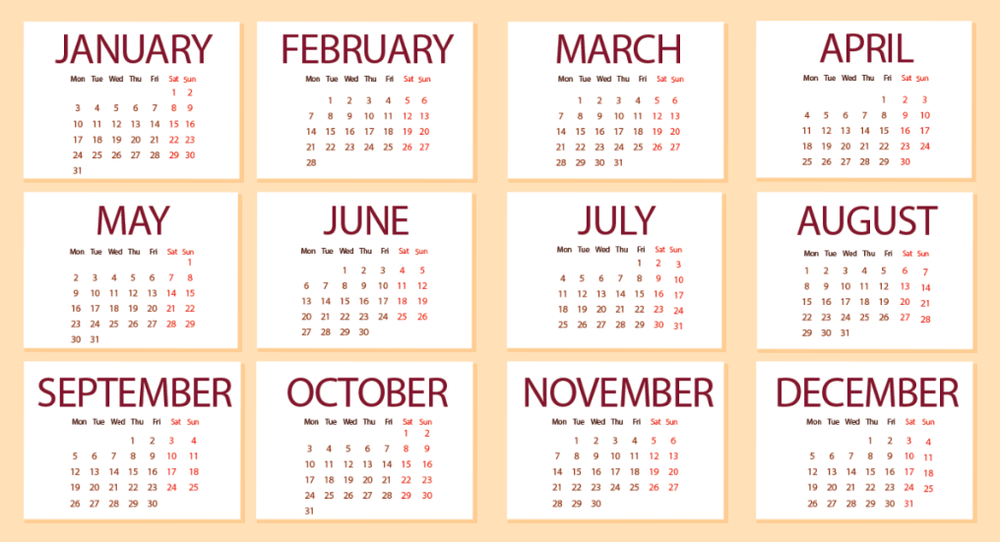 JANUARY
Mon Tue Wed Thu Fri Sat Sun
1 2
3 4 5 6 7 8 9
10 11 12 13 14 15 16
17 18 19 20 21 22 23
24 25 26 27 28 29 30
31
FEBRUARY
Mon Tue Wed Thu Fri Sat Sun
1 2 3 4 5 6
7 8 9 10 11 12 13
14 15 16 17 18 19 20
21 22 23 24 25 26 27
28
MARCH
Mon Tue Wed Thu Fri Sat Sun
1 2 3 4 5 6
7 8 9 10 11 12 13
14 15 16 17 18 19 20
21 22 23 24 25 26 27
28 29 30 31
APRIL
Mon Tue Wed Thu Fri Sat Sun
1 2 3
4 5 6 7 8 9 10
11 12 13 14 15 16 17
18 19 20 21 22 23 24
25 26 27 28 29 30
MAY
Mon Tue Wed Thu Fri Sat Sun
1
2 3 4 5 6 7 8
9 10 11 12 13 14 15
16 17 18 19 20 21 22
23 24 25 26 27 28 29
30 31
JUNE
Mon Tue Wed Thu Fri Sat Sun
1 2 3 4 5
6 7 8 9 10 11 12
13 14 15 16 17 18 19
20 21 22 23 24 25 26
27 28 29 30
JULY
Mon Tue Wed Thu Fri Sat Sun
1 2 3
4 5 6 7 8 9 10
11 12 13 14 15 16 17
18 19 20 21 22 23 24
25 26 27 28 29 30 31
AUGUST
Mon Tue Wed Thu Fri Sat Sun
1 2 3 4 5 6 7
8 9 10 11 12 13 14
15 16 17 18 19 20 21
22 23 24 25 26 27 28
29 30 31
SEPTEMBER
Mon Tue Wed Thu Fri Sat Sun
1 2 3 4
5 6 7 8 9 10 11
12 13 14 15 16 17 18
19 20 21 22 23 24 25
26 27 28 29 30
OCTOBER
Mon Tue Wed Thu Fri Sat Sun
1 2
3 4 5 6 7 8 9
10 11 12 13 14 15 16
17 18 19 20 21 22 23
24 25 26 27 28 29 30
31
NOVEMBER
Mon Tue Wed Thu Fri Sat Sun
1 2 3 4 5 6
7 8 9 10 11 12 13
14 15 16 17 18 19 20
21 22 23 24 25 26 27
28 29 30
DECEMBER
Mon Tue Wed Thu Fri Sat Sun
1 2 3 4
5 6 7 8 9 10 11
12 13 14 15 16 17 18
19 20 21 22 23 24 25
26 27 28 29 30 31